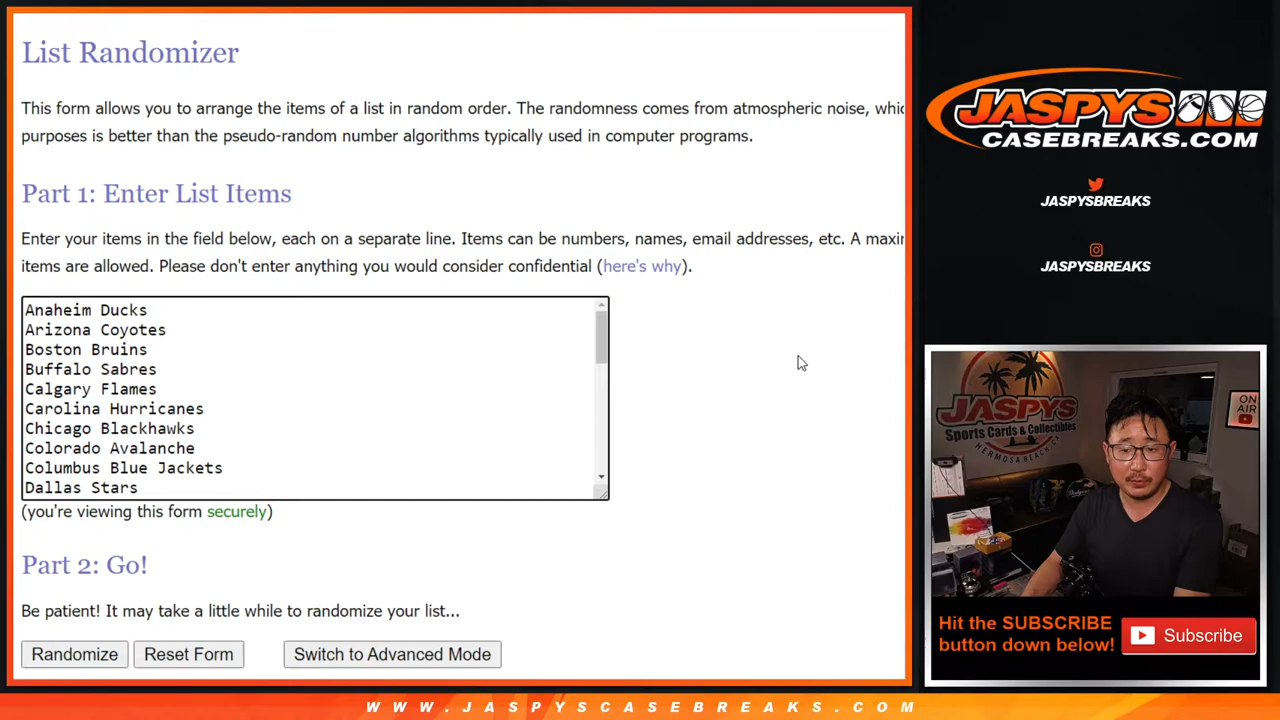 List Randomizer
This form allows you to arrange the items of a list in random order. The randomness comes from atmospheric noise, whic
purposes is better than the pseudo-random number algorithms typically used in computer programs.
Part 1: Enter List Items
Enter your items in the field below, each on a separate line. Items can be numbers, names, email addresses, etc. A maxim
items are allowed. Please don't enter anything you would consider confidential (here's why).
Anaheim Ducks
Arizona Coyotes
Boston Bruins
Buffalo Sabres
Calgary Flames
Carolina Hurricanes
Chicago Blackhawks
Colorado Avalanche
Columbus Blue Jackets
Dallas Stars
(you're viewing this form securely)
Part 2: Go!
Be patient! It may take a little while to randomize your list...
Randomize
Reset Form
Switch to Advanced Mode
JASPYS
CASEBREAKS.COM
JASPYSBREAKS
JASPYSBREAKS
JASPYS
Sports Cards & Collectibles
HERMOSA BEACH CA
ON
AIR
Hit the SUBSCRIBE
button down below!
Subscribe
WWW.JASPYSCASEBREAKS.COM